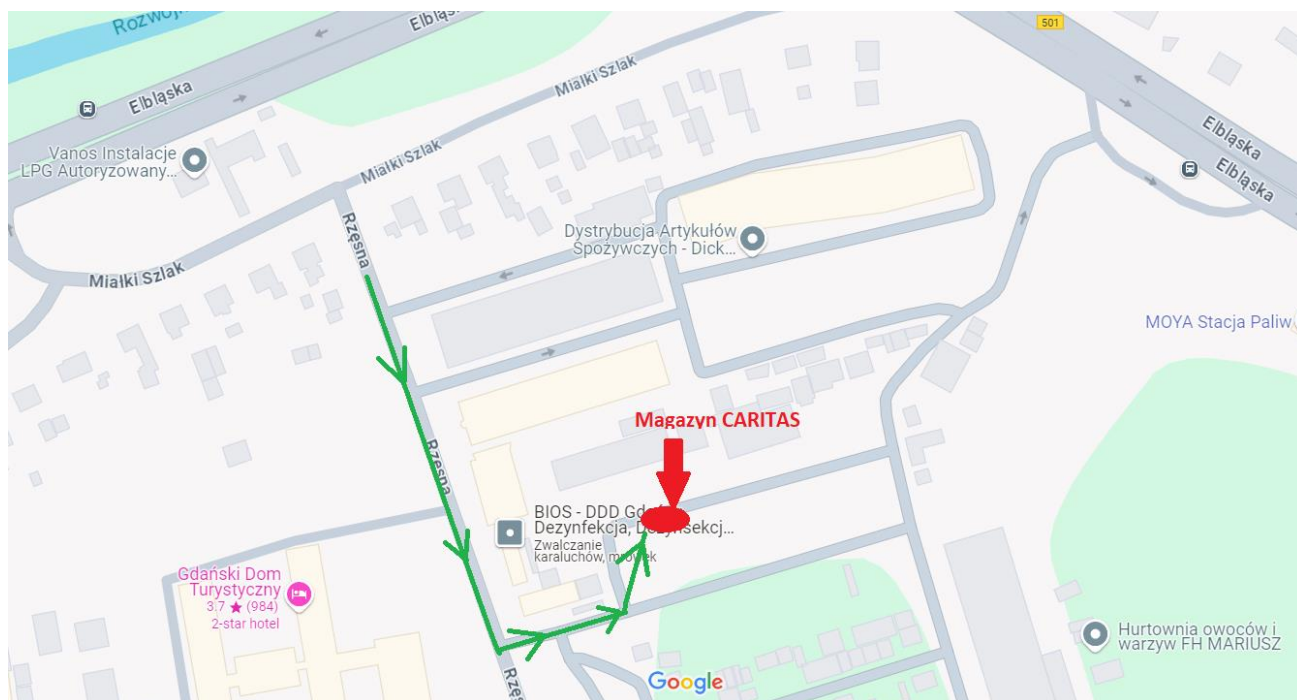 Rozwój
Elbląska
501
Elbląska
Vanos Instalacje
LPG Autoryzowany...
Miałki Szlak
Miałki Szlak
Miałki Szlak
Elbląska
Elbląska
Rzęsna
Dystrybucja Artykułów
Spożywczych - Dick...
MOYA Stacja Paliw
Magazyn CARITAS
Rzęsna
BIOS - DDD
Dezynfekcja,
Zwalczanie
karaluchów,
Gdański Dom
Turystyczny
3.7 ★ (984)
2-star hotel
Hurtownia owoców i
warzyw FH MARIUSZ
Google